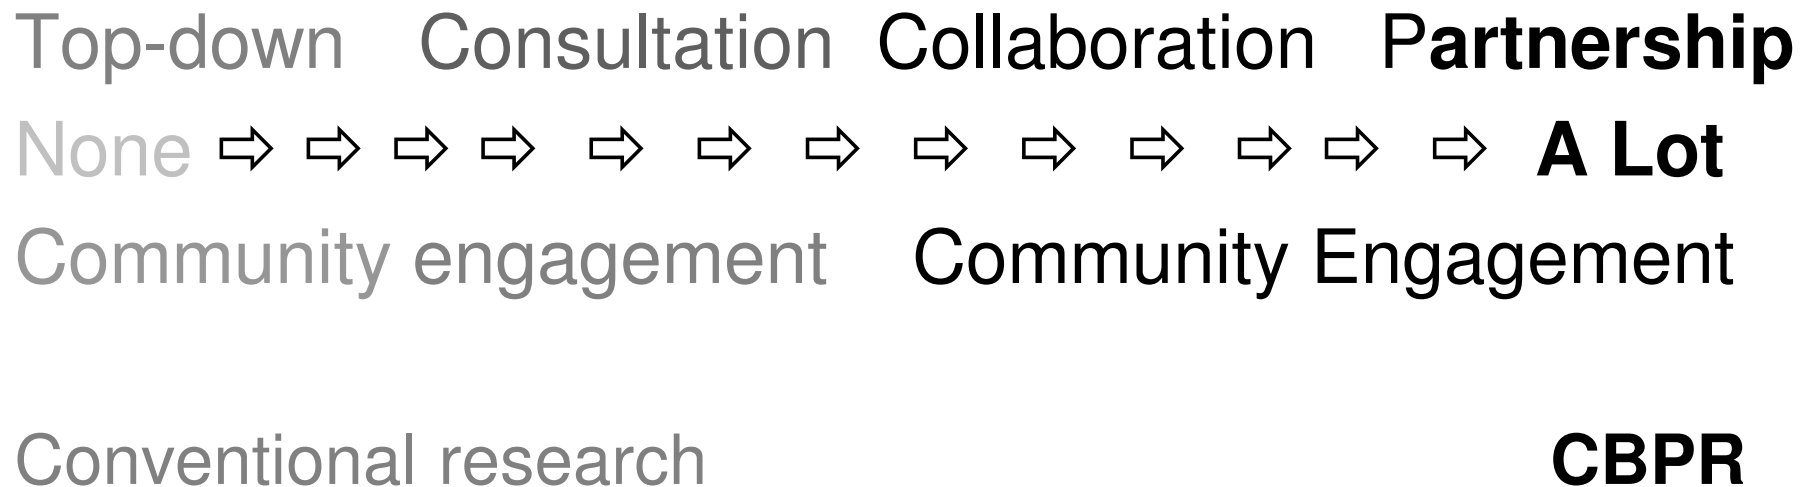 Top-down Consultation Collaboration Partnership
None ⇨ ⇨ ⇨ ⇨ ⇨ ⇨ ⇨ ⇨ ⇨ ⇨ ⇨ ⇨ ⇨ A Lot
Community engagement Community Engagement
Conventional research CBPR